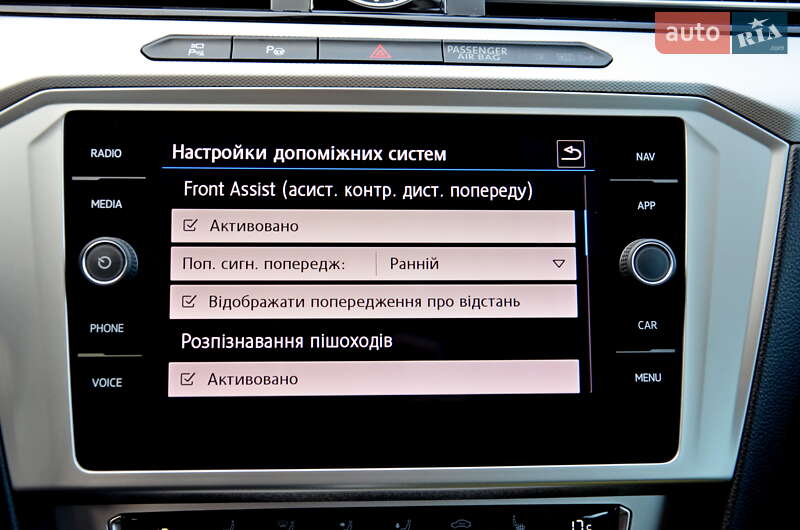 auto RIA
.com
PASSENGER
AIR BAG
RADIO
MEDIA
PHONE
VOICE
Настройки допоміжних систем
Front Assist (асист. контр. дист. попереду)
Активовано
Поп. сигн. попередж: Ранній
Відображати попередження про відстань
Розпізнавання пішоходів
Активовано
NAV
APP
CAR
MENU